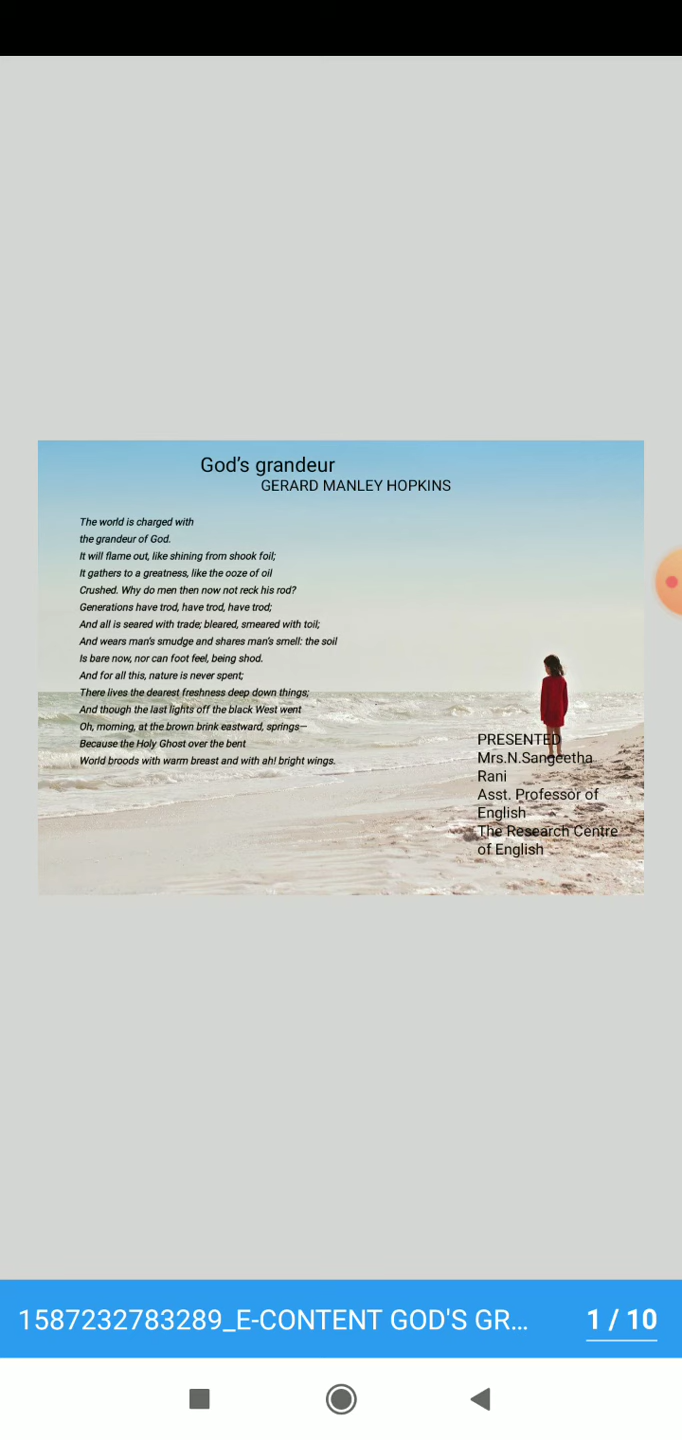 God's grandeur
GERARD MANLEY HOPKINS
The world is charged with
the grandeur of God.
It will flame out, like shining from shook foil;
It gathers to a greatness, like the ooze of oil
Crushed. Why do men then now not reck his rod?
Generations have trod, have trod, have trod;
And all is seared with trade; bleared, smeared with toil;
And wears man's smudge and shares man's smell: the soil
Is bare now, nor can foot feel, being shod.
And for all this, nature is never spent;
There lives the dearest freshness deep down things;
And though the last lights off the black West went
Oh, morning, at the brown brink eastward, springs—
Because the Holy Ghost over the bent
World broods with warm breast and with ah! bright wings.
PRESENTED
Mrs.N.Sangeetha
Rani
Asst. Professor of
English
The Research Centre
of English
1587232783289_E-CONTENT GOD'S GR...
1 / 10